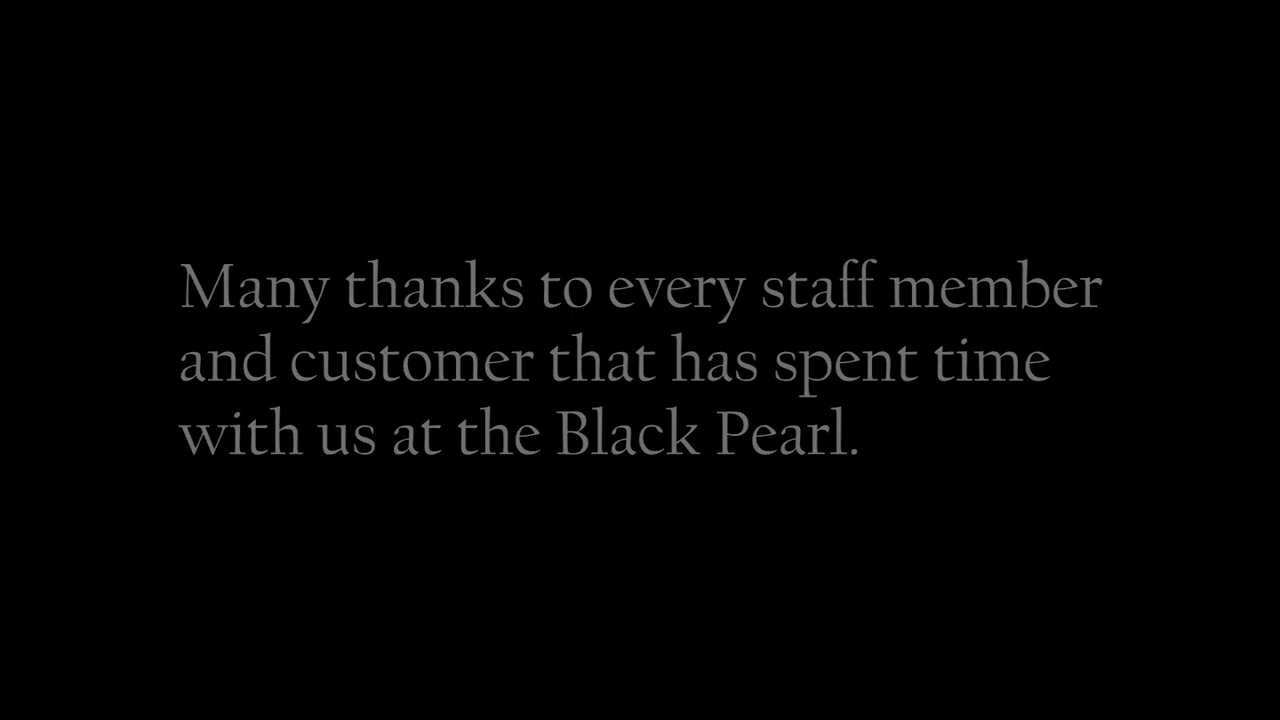 Many thanks to every staff member
and customer that has spent time
with us at the Black Pearl.